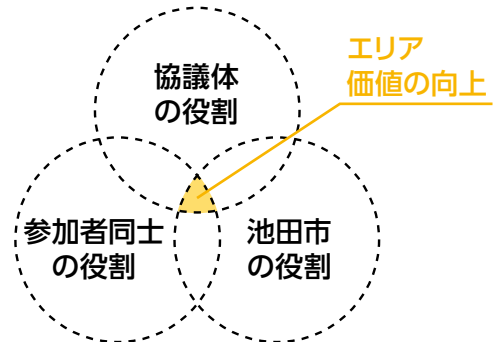 エリア
価値の向上
協議体
の役割
参加者同士
の役割
池田市
の役割